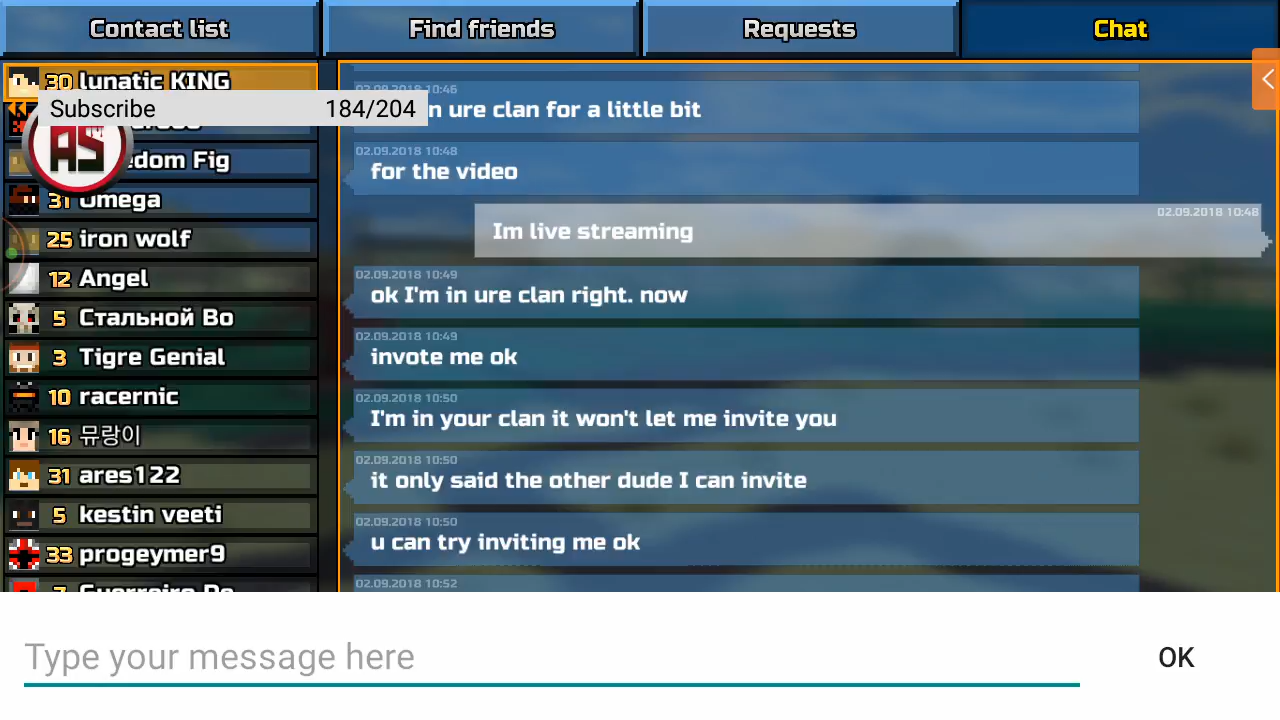 Contact list
Find friends
Requests
Chat
30 lunatic KING
Subscribe 184/204
AS
edom Fig
31 Omega
25 iron wolf
12 Angel
5 Стальной Во
3 Tigre Genial
10 racernic
16 뮤랑이
31 ares122
5 kestin veeti
33 progeymer9
10:46
n ure clan for a little bit
02.09.2018 10:48
for the video
02.09.2018 10:48
Im live streaming
02.09.2018 10:49
ok I'm in ure clan right. now
02.09.2018 10:49
invote me ok
02.09.2018 10:50
I'm in your clan it won't let me invite you
02.09.2018 10:50
it only said the other dude I can invite
02.09.2018 10:50
u can try inviting me ok
02.09.2018 10:52
Type your message here
OK